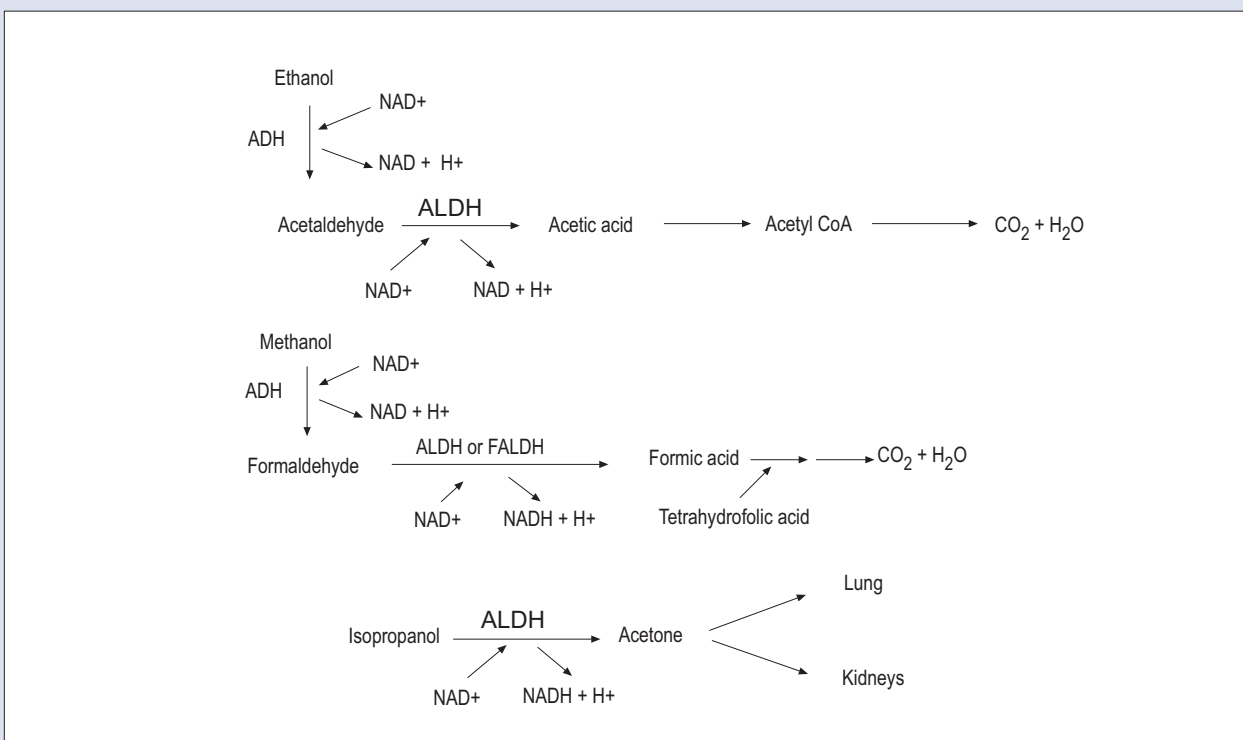 Ethanol
NAD+
ADH
NAD + H+
ALDH
Acetaldehyde
Acetic acid
Acetyl CoA
CO2 + H2O
NAD+
NAD + H+
Methanol
NAD+
ADH
NAD + H+
ALDH or FALDH
Formaldehyde
Formic acid
CO2 + H2O
NAD+
NADH + H+
Tetrahydrofolic acid
Lung
ALDH
Isopropanol
Acetone
Kidneys
NAD+
NADH + H+